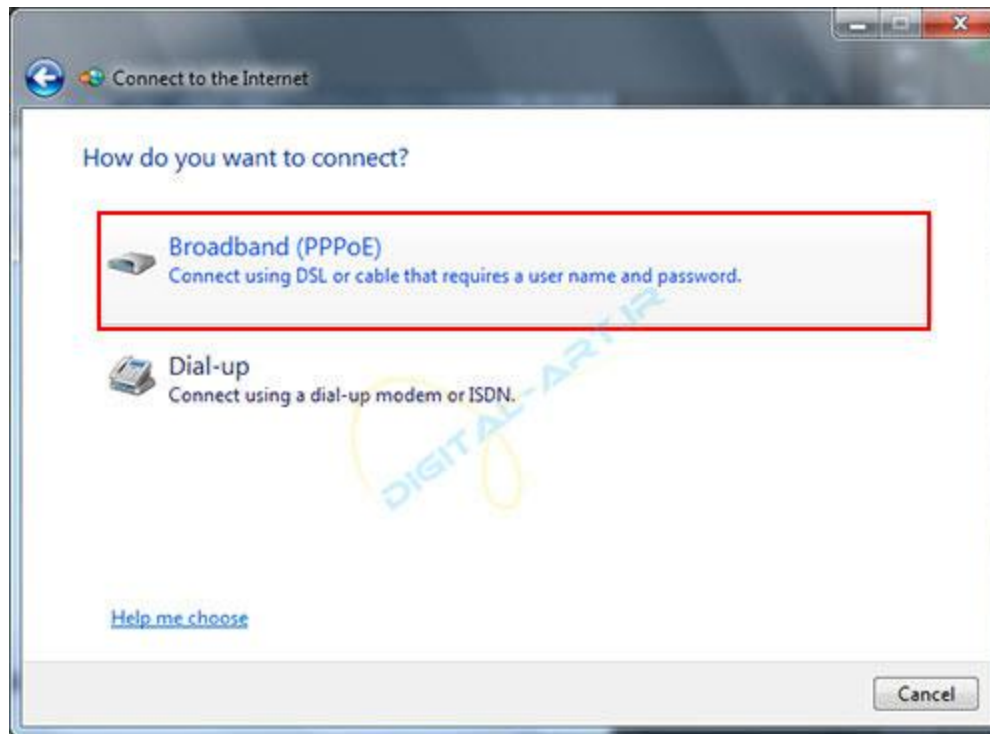 Connect to the Internet
How do you want to connect?
Broadband (PPPoE)
Connect using DSL or cable that requires a user name and password.
Dial-up
Connect using a dial-up modem or ISDN.
DIGITAL-ART.IR
Help me choose
Cancel